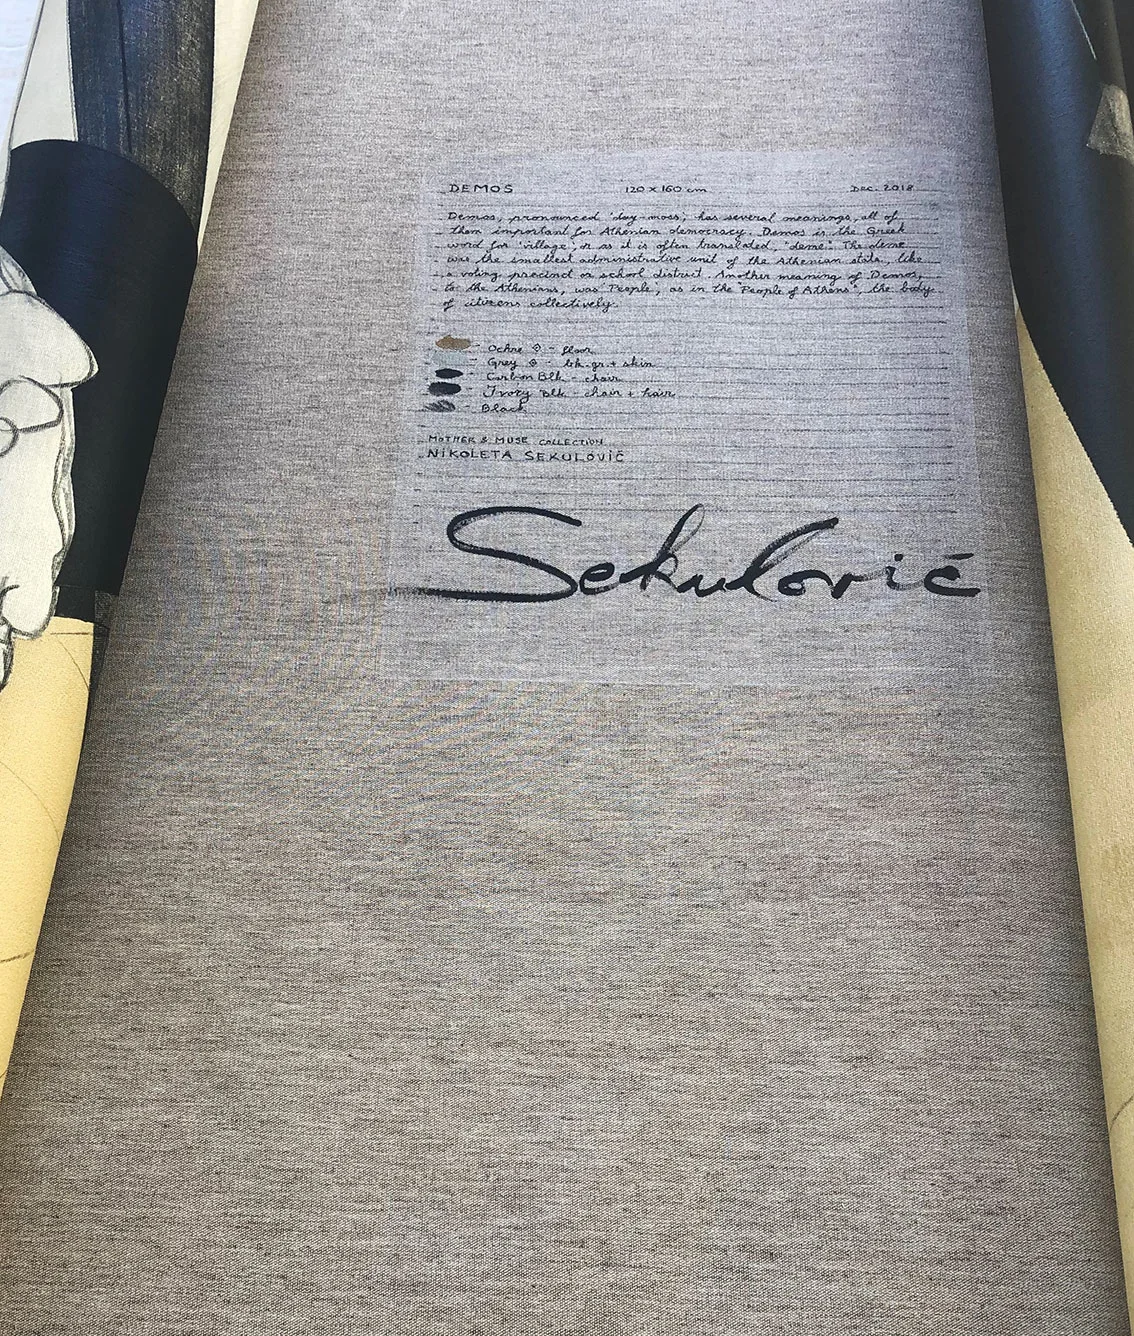 DEMOS 120 x 160 cm DEC. 2018
Demos, pronounced 'day-moss', has several meanings, all of
them important for Athenian democracy. Demos is the Greek
word for 'village', or as it is often translated, "deme". The deme
was the smallest administrative unit of the Athenian state, like
a voting precinct or school district. Another meaning of Demos,
to the Athenians, was 'People', as in the "People of Athens", the body
of citizens collectively.
Ochre - floor
Grey - bk.gr + skin
Carbon Blk - chair
Ivory Blk - chair + hair
Black
MOTHER & MUSE COLLECTION
NIKOLETA SEKULOVIĆ
Sekulović